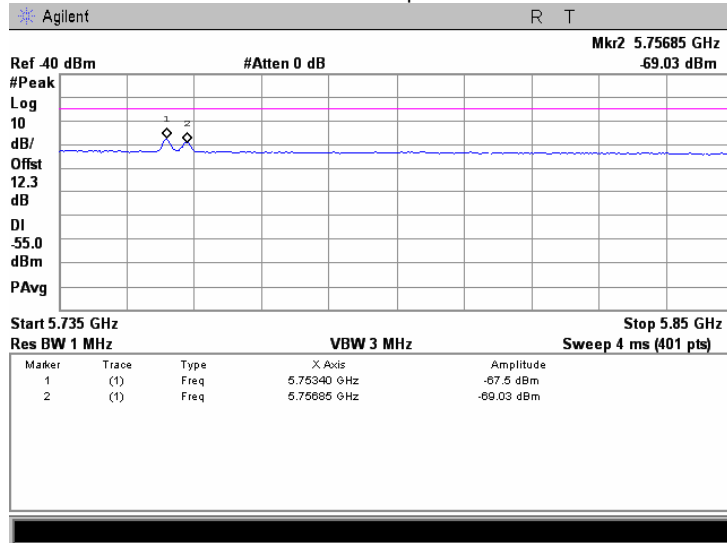 Agilent R T
Mkr2 5.75685 GHz
Ref -40 dBm #Atten 0 dB -69.03 dBm
#Peak
Log
10
dB/
Offst
12.3
dB
DI
-55.0
dBm
PAvg
1
2
Start 5.735 GHz Stop 5.85 GHz
Res BW 1 MHz VBW 3 MHz Sweep 4 ms (401 pts)
Marker Trace Type X Axis Amplitude
1 (1) Freq 5.75340 GHz -67.5 dBm
2 (1) Freq 5.75685 GHz -69.03 dBm